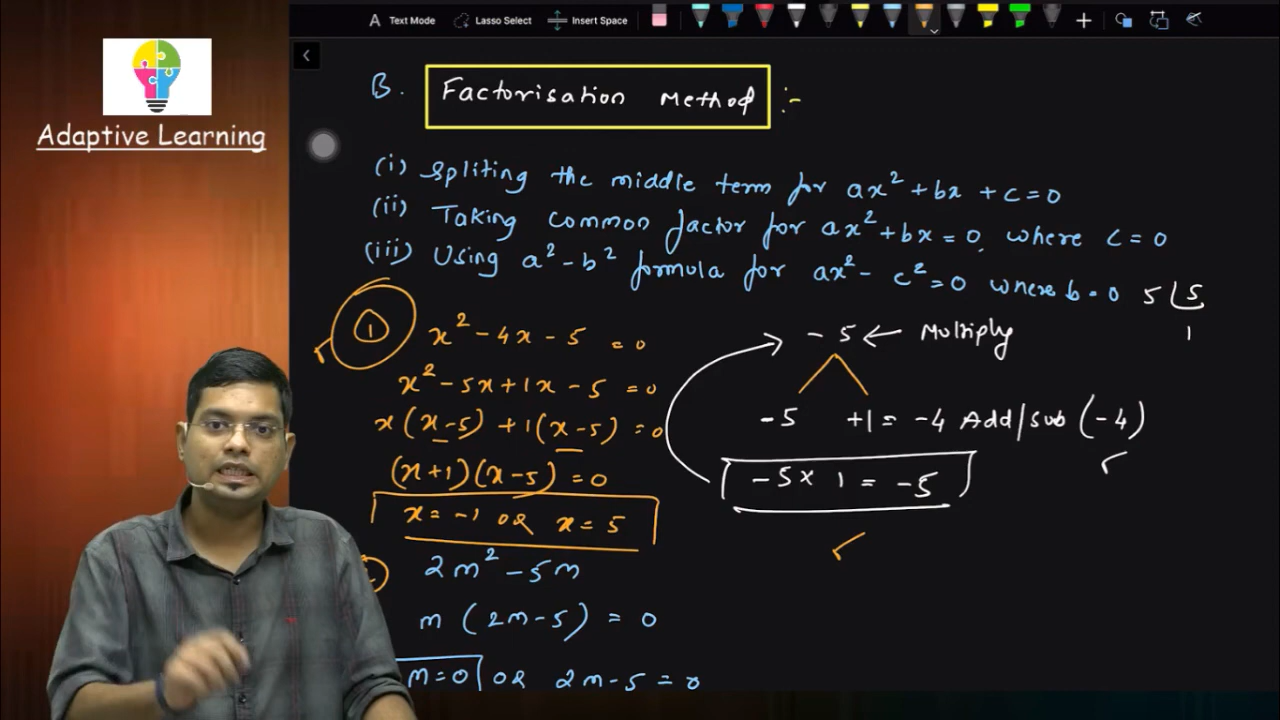 Text Mode Lasso Select Insert Space
Adaptive Learning
B. Factorisation Method :-
(i) Spliting the middle term for ax² + bx + c = 0
(ii) Taking common factor for ax² + bx = 0, where c = 0
(iii) Using a² - b² formula for ax² - c² = 0 where b = 0
5 | 5
1
① x² - 4x - 5 = 0
x² - 5x + 1x - 5 = 0
x(x-5) + 1(x-5) = 0
(x+1)(x-5) = 0
x = -1 OR x = 5
- 5 ← Multiply
-5 +1 = -4 Add/Sub (-4)
-5 × 1 = -5
2m² - 5m
m (2m-5) = 0
m=0 OR 2m-5 = 0